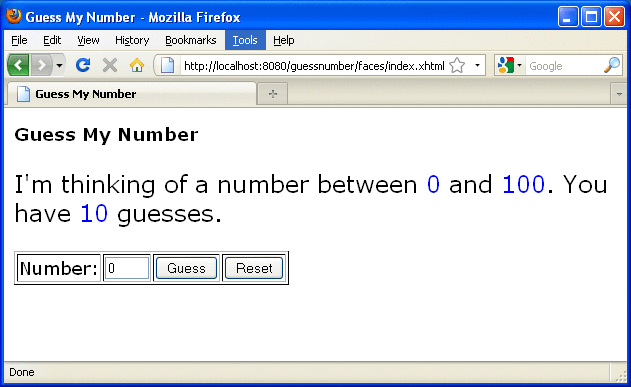 Guess My Number - Mozilla Firefox
File Edit View History Bookmarks Tools Help
http://localhost:8080/guessnumber/faces/index.xhtml Google
Guess My Number
Guess My Number
I'm thinking of a number between 0 and 100. You
have 10 guesses.
Number: 0 Guess Reset
Done